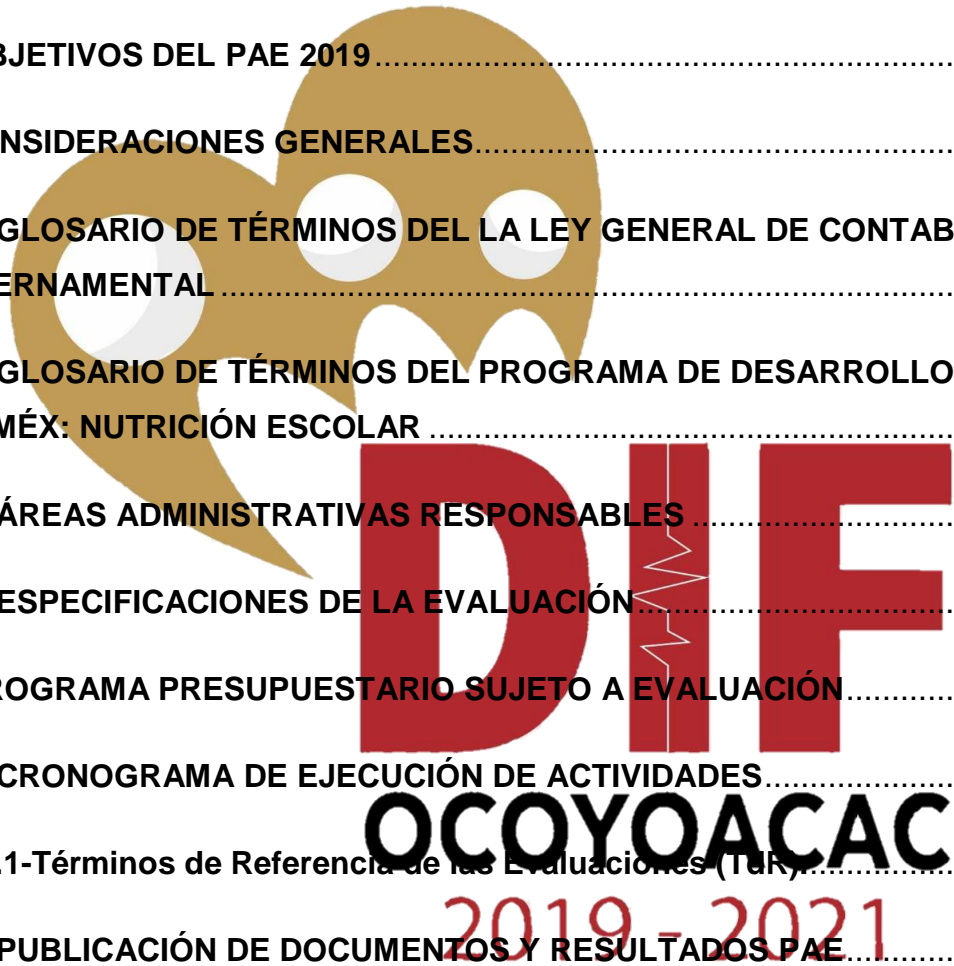 BJETIVOS DEL PAE 2019
NSIDERACIONES GENERALES
GLOSARIO DE TÉRMINOS DEL LA LEY GENERAL DE CONTAB
ERNAMENTAL
GLOSARIO DE TÉRMINOS DEL PROGRAMA DE DESARROLLO
MÉX: NUTRICIÓN ESCOLAR
ÁREAS ADMINISTRATIVAS RESPONSABLES
ESPECIFICACIONES DE LA EVALUACIÓN
ROGRAMA PRESUPUESTARIO SUJETO A EVALUACIÓN
CRONOGRAMA DE EJECUCIÓN DE ACTIVIDADES
.1-Términos de Referencia de las Evaluaciones (TdR).
PUBLICACIÓN DE DOCUMENTOS Y RESULTADOS PAE
DIF
OCOYOACAC
2019 - 2021